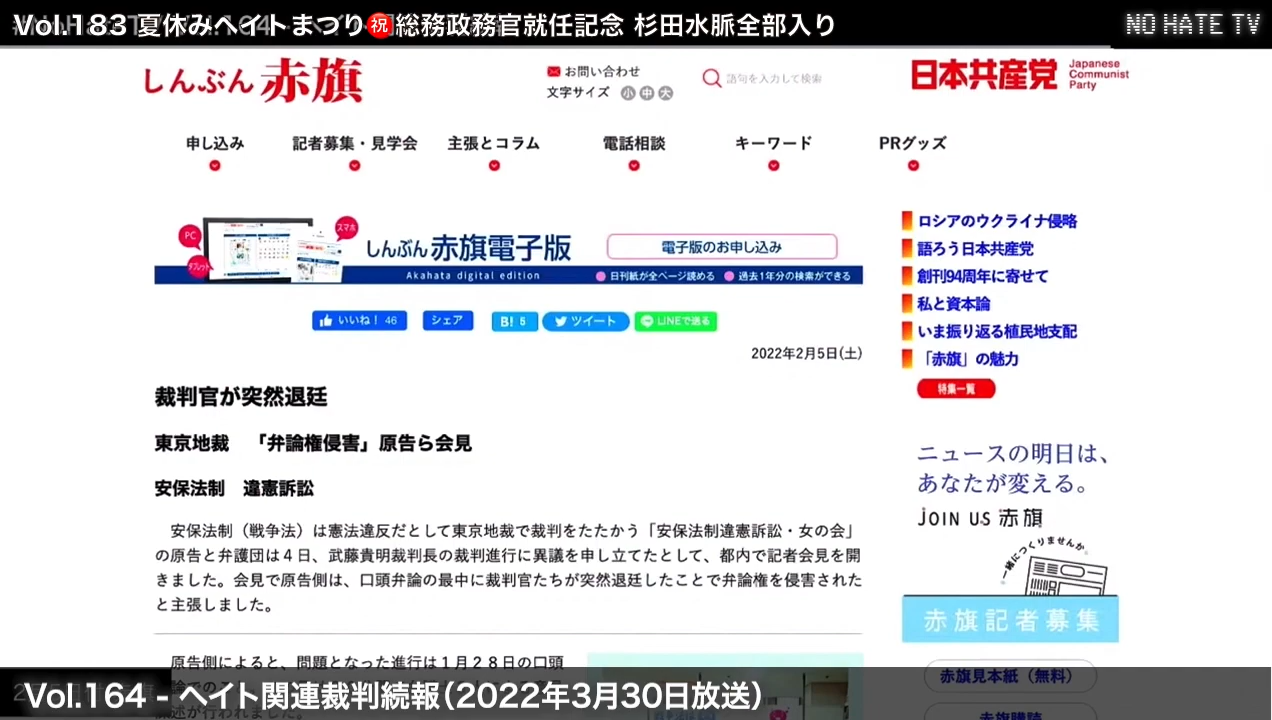 Vol.183 夏休みヘイトまつり㊗総務政務官就任記念 杉田水脈全部入り
NO HATE TV
しんぶん 赤旗
お問い合わせ
文字サイズ 小 中 大
語句を入力して検索
日本共産党
Japanese
Communist
Party
申し込み
記者募集・見学会
主張とコラム
電話相談
キーワード
PRグッズ
PC
タブレット
スマホ
しんぶん 赤旗電子版
Akahata digital edition
電子版のお申し込み
日刊紙が全ページ読める
過去1年分の検索ができる
いいね！ 46
シェア
B! 5
ツイート
LINEで送る
2022年2月5日(土)
裁判官が突然退廷
東京地裁 「弁論権侵害」原告ら会見
安保法制 違憲訴訟
安保法制（戦争法）は憲法違反だとして東京地裁で裁判をたたかう「安保法制違憲訴訟・女の会」
の原告と弁護団は４日、武藤貴明裁判長の裁判進行に異議を申し立てたとして、都内で記者会見を開
きました。会見で原告側は、口頭弁論の最中に裁判官たちが突然退廷したことで弁論権を侵害された
と主張しました。
原告側によると、問題となった進行は１月２８日の口頭
ロシアのウクライナ侵略
語ろう日本共産党
創刊94周年に寄せて
私と資本論
いま振り返る植民地支配
「赤旗」の魅力
特集一覧
ニュースの明日は、
あなたが変える。
JOIN US 赤旗
一緒につくりませんか。
赤旗記者募集
赤旗見本紙（無料）
赤旗購読
Vol.164 - ヘイト関連裁判続報（2022年3月30日放送）